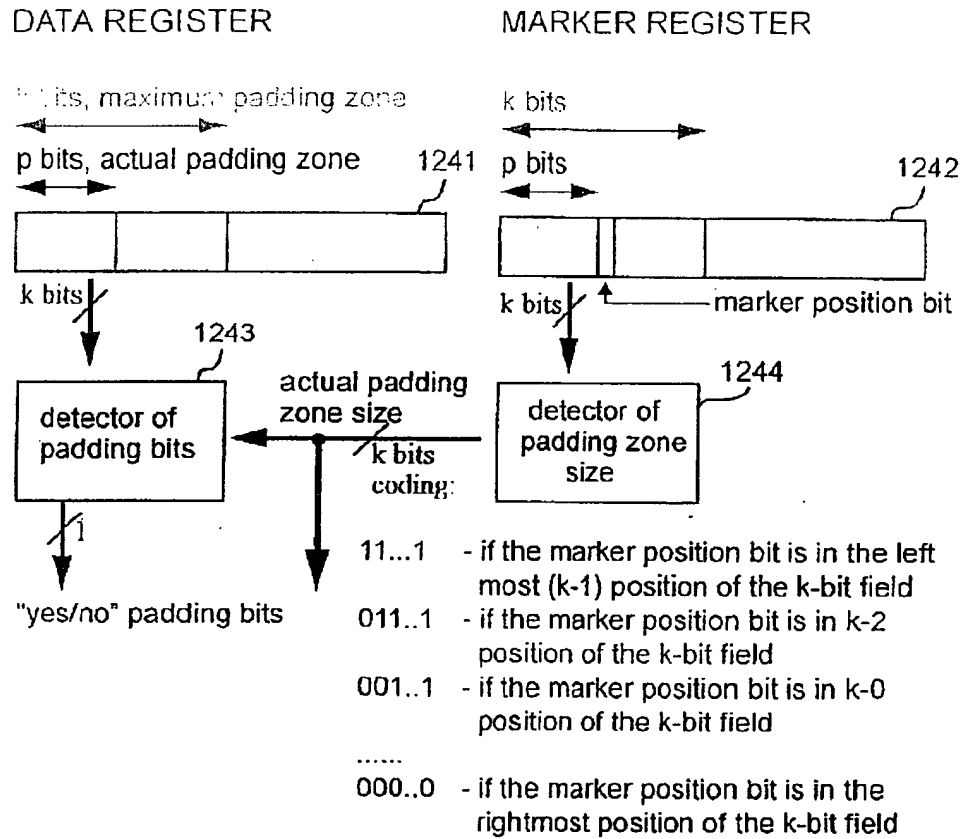 DATA REGISTER
MARKER REGISTER
maximum padding zone
k bits
p bits, actual padding zone
1241
p bits
1242
k bits
k bits
marker position bit
1243
1244
detector of
padding bits
actual padding
zone size
k bits
coding:
detector of
padding zone
size
1
"yes/no" padding bits
11...1 - if the marker position bit is in the left
most (k-1) position of the k-bit field
011..1 - if the marker position bit is in k-2
position of the k-bit field
001..1 - if the marker position bit is in k-0
position of the k-bit field
......
000..0 - if the marker position bit is in the
rightmost position of the k-bit field